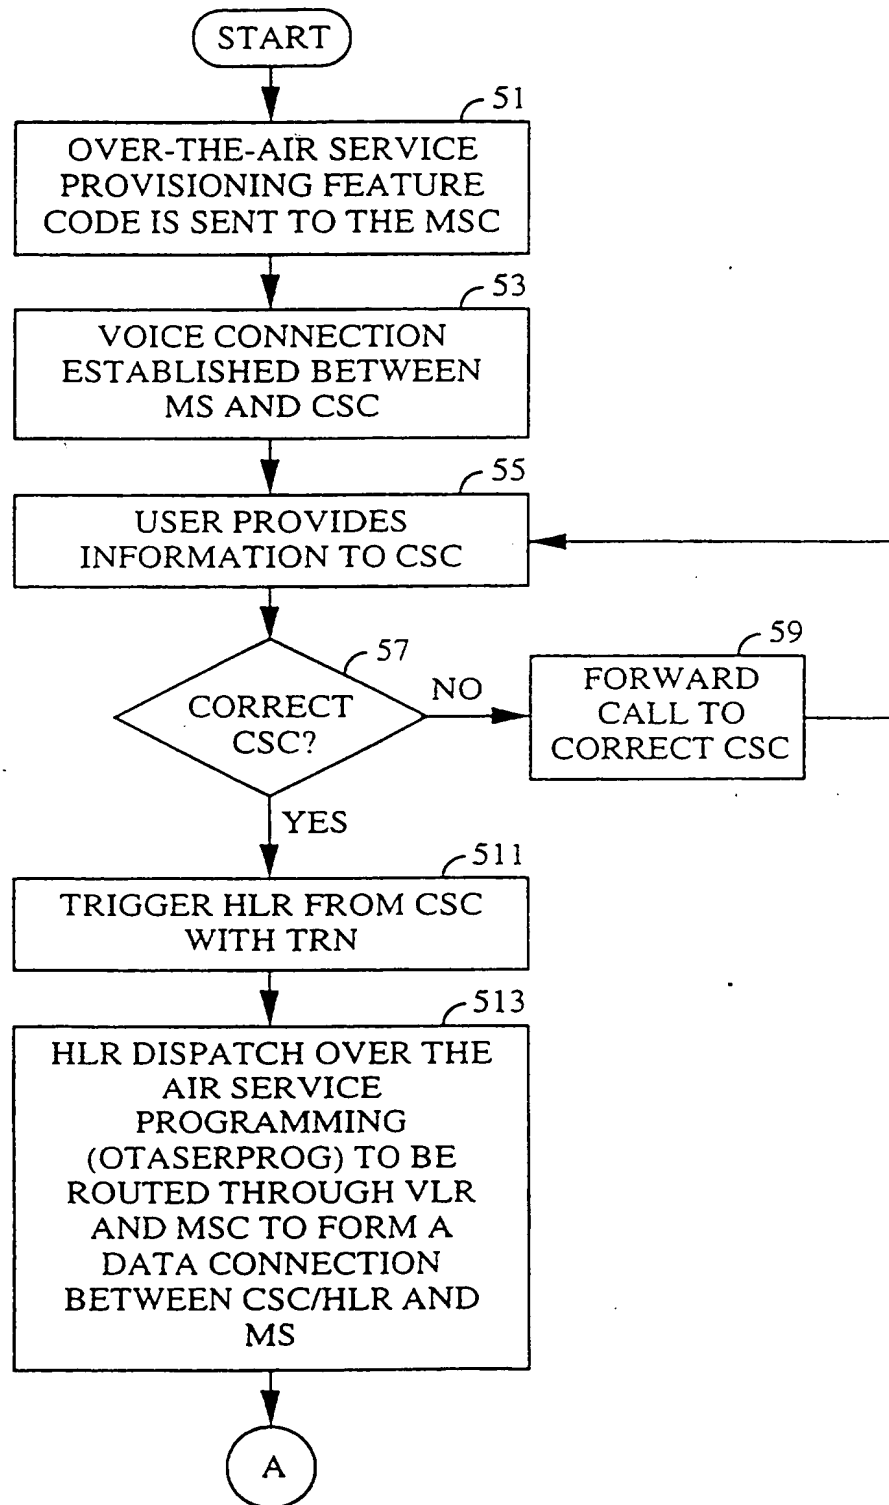 START
51
OVER-THE-AIR SERVICE
PROVISIONING FEATURE
CODE IS SENT TO THE MSC
53
VOICE CONNECTION
ESTABLISHED BETWEEN
MS AND CSC
55
USER PROVIDES
INFORMATION TO CSC
57
CORRECT
CSC?
NO
59
FORWARD
CALL TO
CORRECT CSC
YES
511
TRIGGER HLR FROM CSC
WITH TRN
513
HLR DISPATCH OVER THE
AIR SERVICE
PROGRAMMING
(OTASERPROG) TO BE
ROUTED THROUGH VLR
AND MSC TO FORM A
DATA CONNECTION
BETWEEN CSC/HLR AND
MS
A